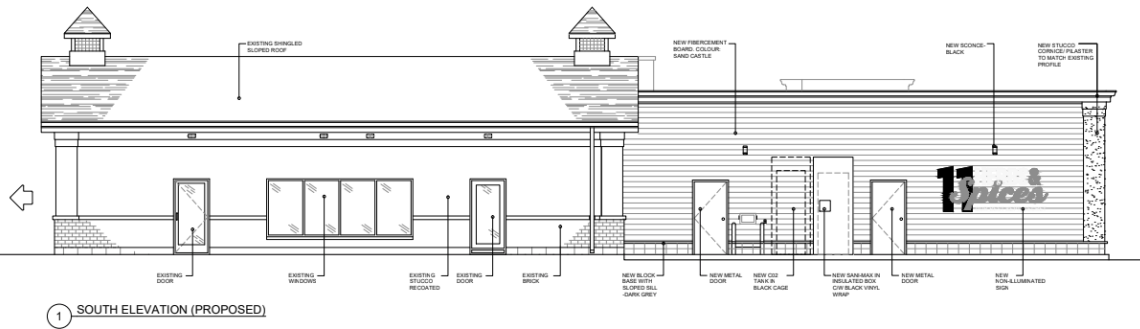 EXISTING SHINGLED
SLOPED ROOF
NEW FIBERCEMENT
BOARD. COLOUR:
SAND CASTLE
NEW SCONCE-
BLACK
NEW STUCCO
CORNICE/ PILASTER
TO MATCH EXISTING
PROFILE
11
&
Spices
EXISTING
DOOR
EXISTING
WINDOWS
EXISTING
STUCCO
RECOATED
EXISTING
DOOR
EXISTING
BRICK
NEW BLOCK
BASE WITH
SLOPED SILL
-DARK GREY
NEW METAL
DOOR
NEW C02
TANK IN
BLACK CAGE
NEW SANI-MAX IN
INSULATED BOX
C/W BLACK VINYL
WRAP
NEW METAL
DOOR
NEW
NON-ILLUMINATED
SIGN
1 SOUTH ELEVATION (PROPOSED)